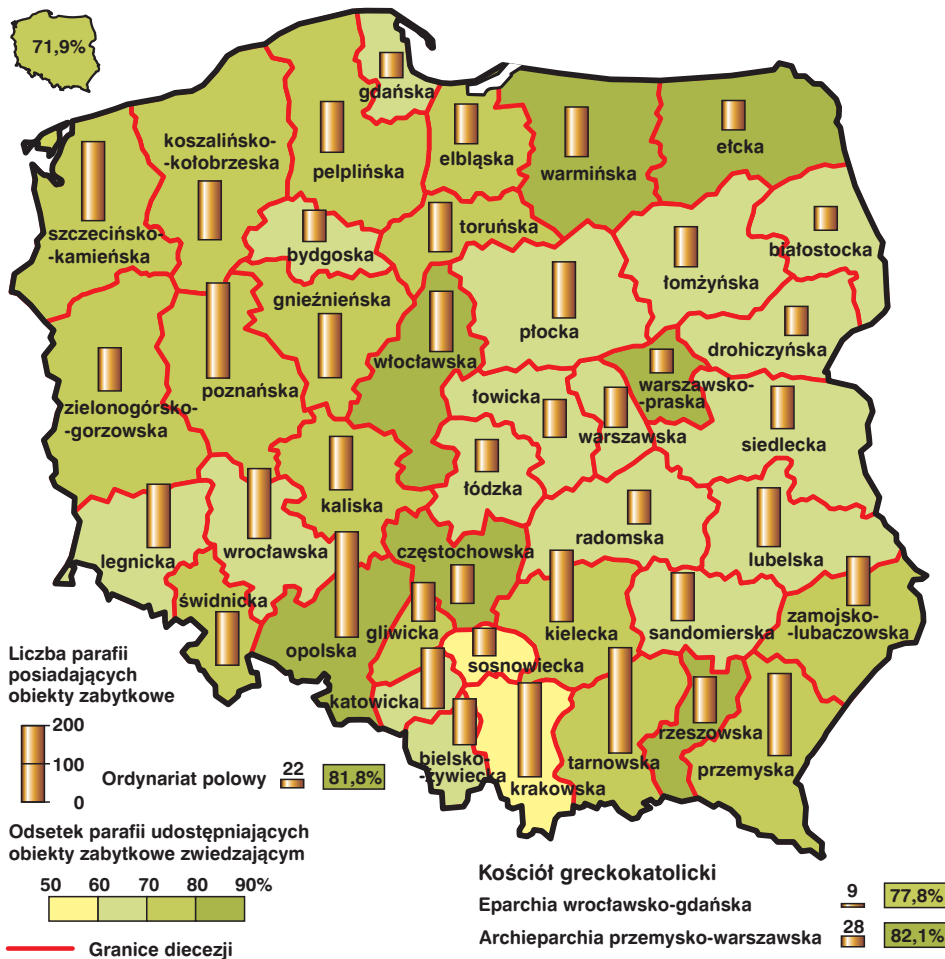 71,9%
gdańska
koszalińsko-
-kołobrzeska
pelplińska
elbląska
warmińska
ełcka
szczecińsko-
-kamieńska
bydgoska
toruńska
łomżyńska
białostocka
gnieźnieńska
płocka
włocławska
drohiczyńska
poznańska
zielonogórsko-
-gorzowska
łowicka
warszawsko-
-praska
warszawska
siedlecka
kaliska
łódzka
legnicka
wrocławska
częstochowska
radomska
lubelska
świdnicka
opolska
gliwicka
kielecka
sandomierska
zamojsko-
-lubaczowska
sosnowiecka
katowicka
bielsko-
-żywiecka
krakowska
tarnowska
rzeszowska
przemyska
Liczba parafii
posiadających
obiekty zabytkowe
200
100
0
Ordynariat polowy 22 81,8%
Odsetek parafii udostępniających
obiekty zabytkowe zwiedzającym
50 60 70 80 90%
Granice diecezji
Kościół greckokatolicki
Eparchia wrocławsko-gdańska 9 77,8%
Archieparchia przemysko-warszawska 28 82,1%